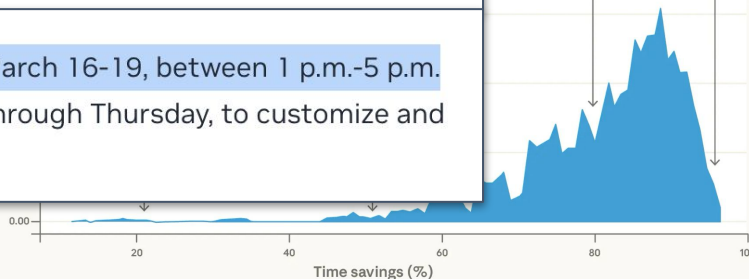 arch 16-19, between 1 p.m.-5 p.m.
hrough Thursday, to customize and
0.00
20 40 60 80 10
Time savings (%)